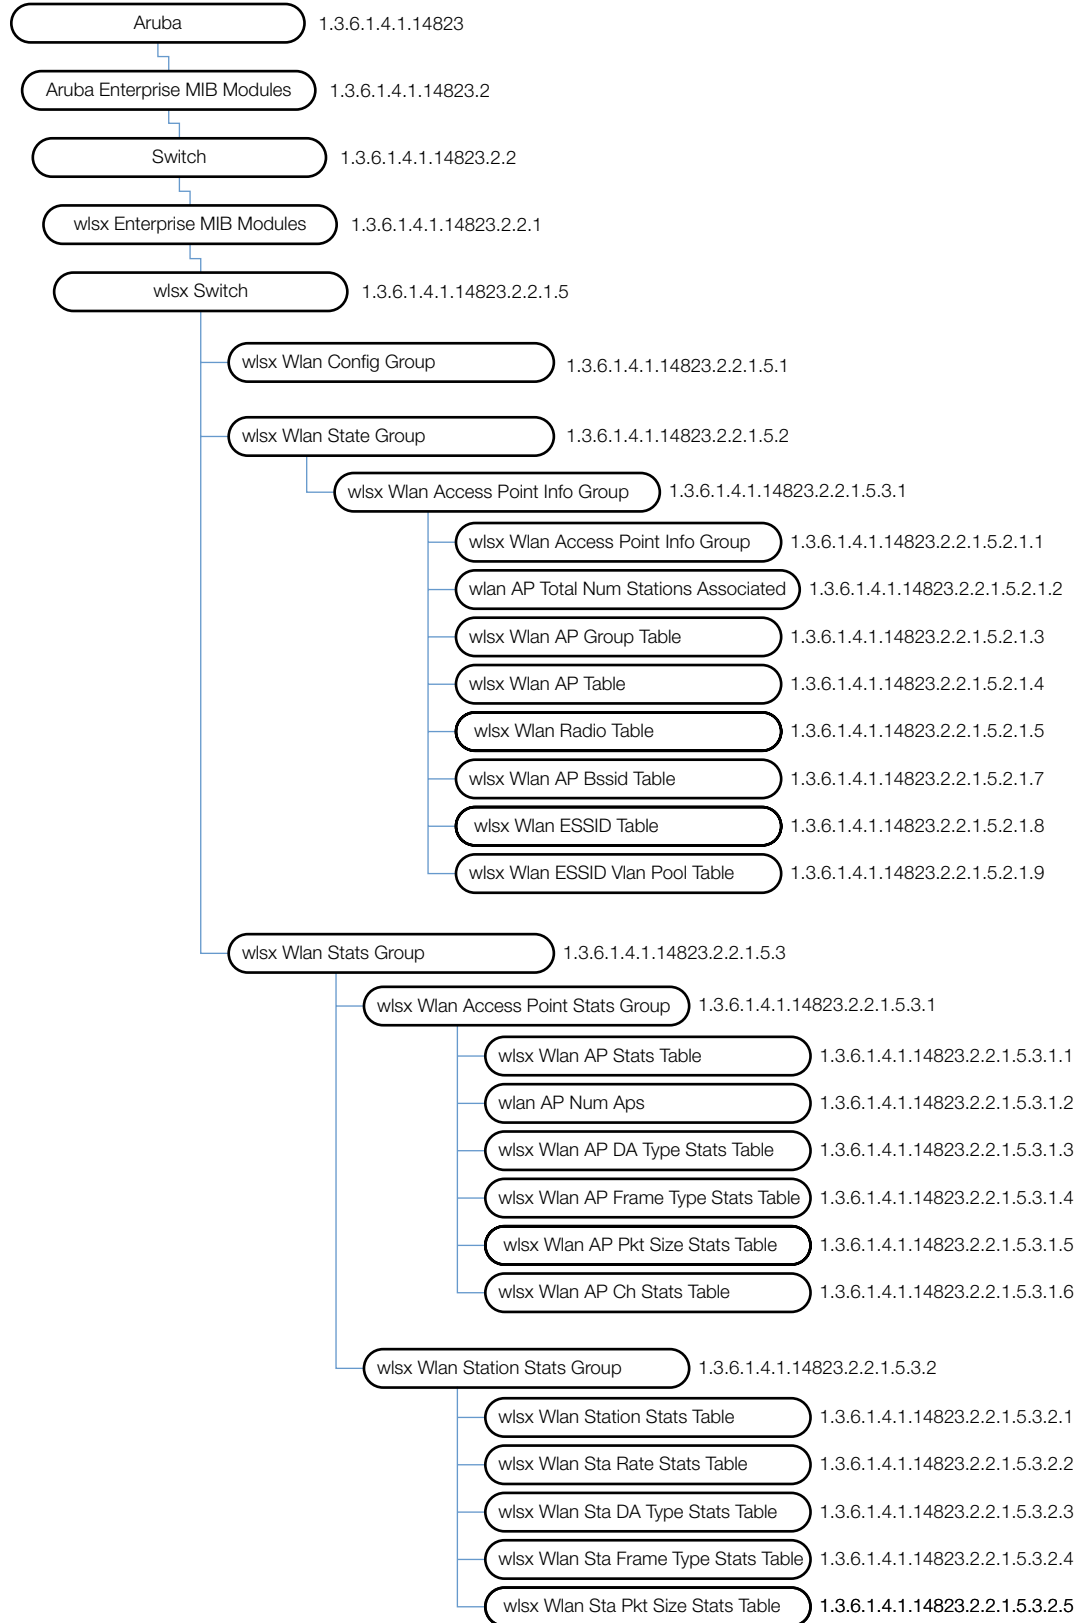 Aruba 1.3.6.1.4.1.14823
Aruba Enterprise MIB Modules 1.3.6.1.4.1.14823.2
Switch 1.3.6.1.4.1.14823.2.2
wlsx Enterprise MIB Modules 1.3.6.1.4.1.14823.2.2.1
wlsx Switch 1.3.6.1.4.1.14823.2.2.1.5
wlsx Wlan Config Group 1.3.6.1.4.1.14823.2.2.1.5.1
wlsx Wlan State Group 1.3.6.1.4.1.14823.2.2.1.5.2
wlsx Wlan Access Point Info Group 1.3.6.1.4.1.14823.2.2.1.5.3.1
wlsx Wlan Access Point Info Group 1.3.6.1.4.1.14823.2.2.1.5.2.1.1
wlan AP Total Num Stations Associated 1.3.6.1.4.1.14823.2.2.1.5.2.1.2
wlsx Wlan AP Group Table 1.3.6.1.4.1.14823.2.2.1.5.2.1.3
wlsx Wlan AP Table 1.3.6.1.4.1.14823.2.2.1.5.2.1.4
wlsx Wlan Radio Table 1.3.6.1.4.1.14823.2.2.1.5.2.1.5
wlsx Wlan AP Bssid Table 1.3.6.1.4.1.14823.2.2.1.5.2.1.7
wlsx Wlan ESSID Table 1.3.6.1.4.1.14823.2.2.1.5.2.1.8
wlsx Wlan ESSID Vlan Pool Table 1.3.6.1.4.1.14823.2.2.1.5.2.1.9
wlsx Wlan Stats Group 1.3.6.1.4.1.14823.2.2.1.5.3
wlsx Wlan Access Point Stats Group 1.3.6.1.4.1.14823.2.2.1.5.3.1
wlsx Wlan AP Stats Table 1.3.6.1.4.1.14823.2.2.1.5.3.1.1
wlan AP Num Aps 1.3.6.1.4.1.14823.2.2.1.5.3.1.2
wlsx Wlan AP DA Type Stats Table 1.3.6.1.4.1.14823.2.2.1.5.3.1.3
wlsx Wlan AP Frame Type Stats Table 1.3.6.1.4.1.14823.2.2.1.5.3.1.4
wlsx Wlan AP Pkt Size Stats Table 1.3.6.1.4.1.14823.2.2.1.5.3.1.5
wlsx Wlan AP Ch Stats Table 1.3.6.1.4.1.14823.2.2.1.5.3.1.6
wlsx Wlan Station Stats Group 1.3.6.1.4.1.14823.2.2.1.5.3.2
wlsx Wlan Station Stats Table 1.3.6.1.4.1.14823.2.2.1.5.3.2.1
wlsx Wlan Sta Rate Stats Table 1.3.6.1.4.1.14823.2.2.1.5.3.2.2
wlsx Wlan Sta DA Type Stats Table 1.3.6.1.4.1.14823.2.2.1.5.3.2.3
wlsx Wlan Sta Frame Type Stats Table 1.3.6.1.4.1.14823.2.2.1.5.3.2.4
wlsx Wlan Sta Pkt Size Stats Table 1.3.6.1.4.1.14823.2.2.1.5.3.2.5